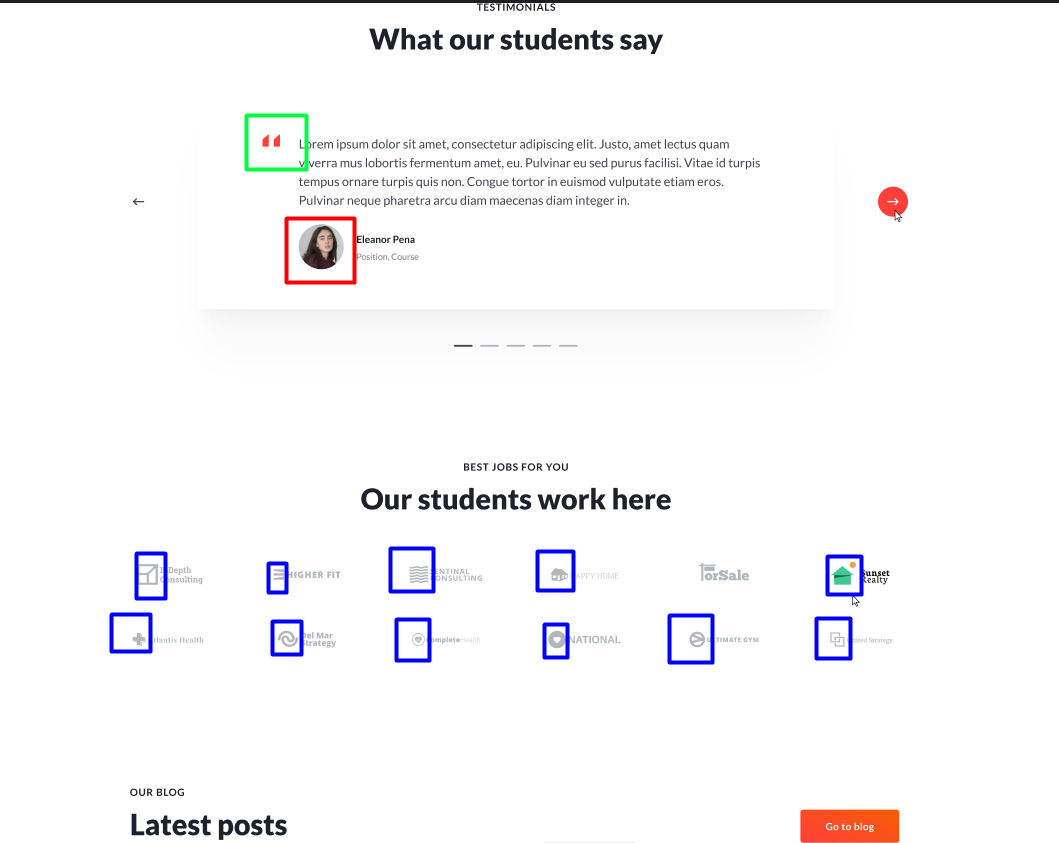 TESTIMONIALS
What our students say
Lorem ipsum dolor sit amet, consectetur adipiscing elit. Justo, amet lectus quam
viverra mus lobortis fermentum amet, eu. Pulvinar eu sed purus facilisi. Vitae id turpis
tempus ornare turpis quis non. Congue tortor in euismod vulputate etiam eros.
Pulvinar neque pharetra arcu diam maecenas diam integer in.
Eleanor Pena
Position, Course
BEST JOBS FOR YOU
Our students work here
InDepth
Consulting
HIGHER FIT
SENTINAL
CONSULTING
HAPPY HOME
forSale
Sunset
Realty
Atlantis Health
Del Mar
Strategy
CompleteHealth
NATIONAL
ULTIMATE GYM
United Strategy
OUR BLOG
Latest posts
Go to blog